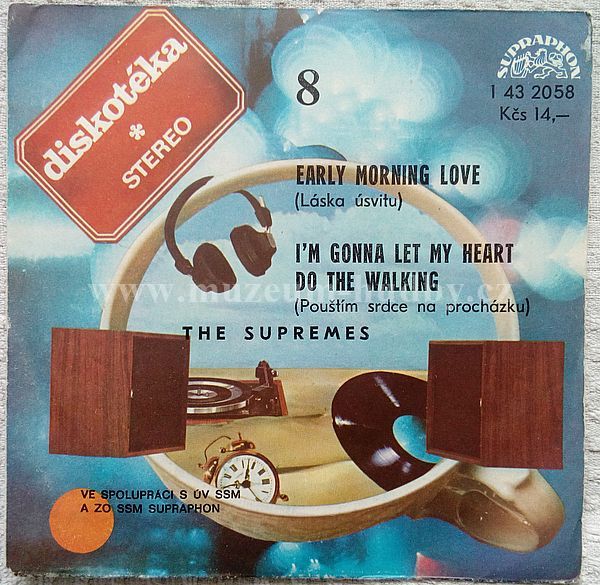 diskotéka
*
STEREO
8
SUPRAPHON
1 43 2058
Kčs 14,—
EARLY MORNING LOVE
(Láska úsvitu)
I'M GONNA LET MY HEART
DO THE WALKING
(Pouštím srdce na procházku)
THE SUPREMES
VE SPOLUPRÁCI S ÚV SSM
A ZO SSM SUPRAPHON